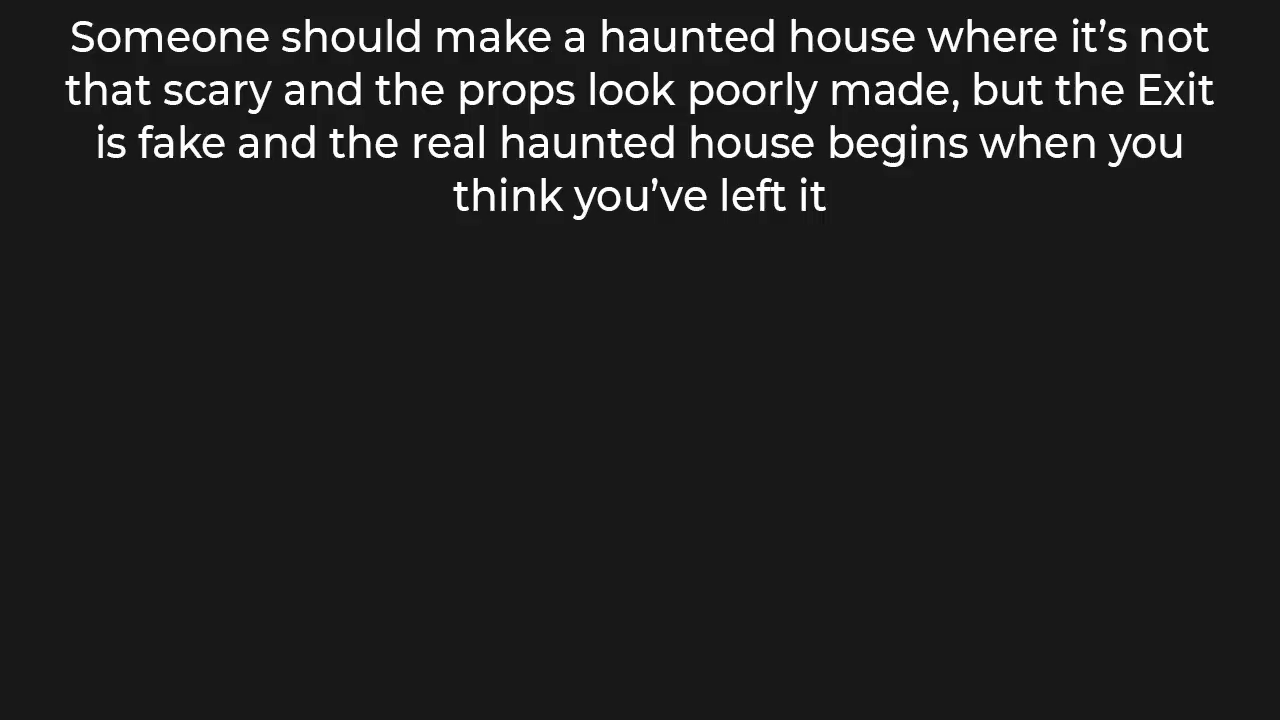 Someone should make a haunted house where it’s not
that scary and the props look poorly made, but the Exit
is fake and the real haunted house begins when you
think you’ve left it